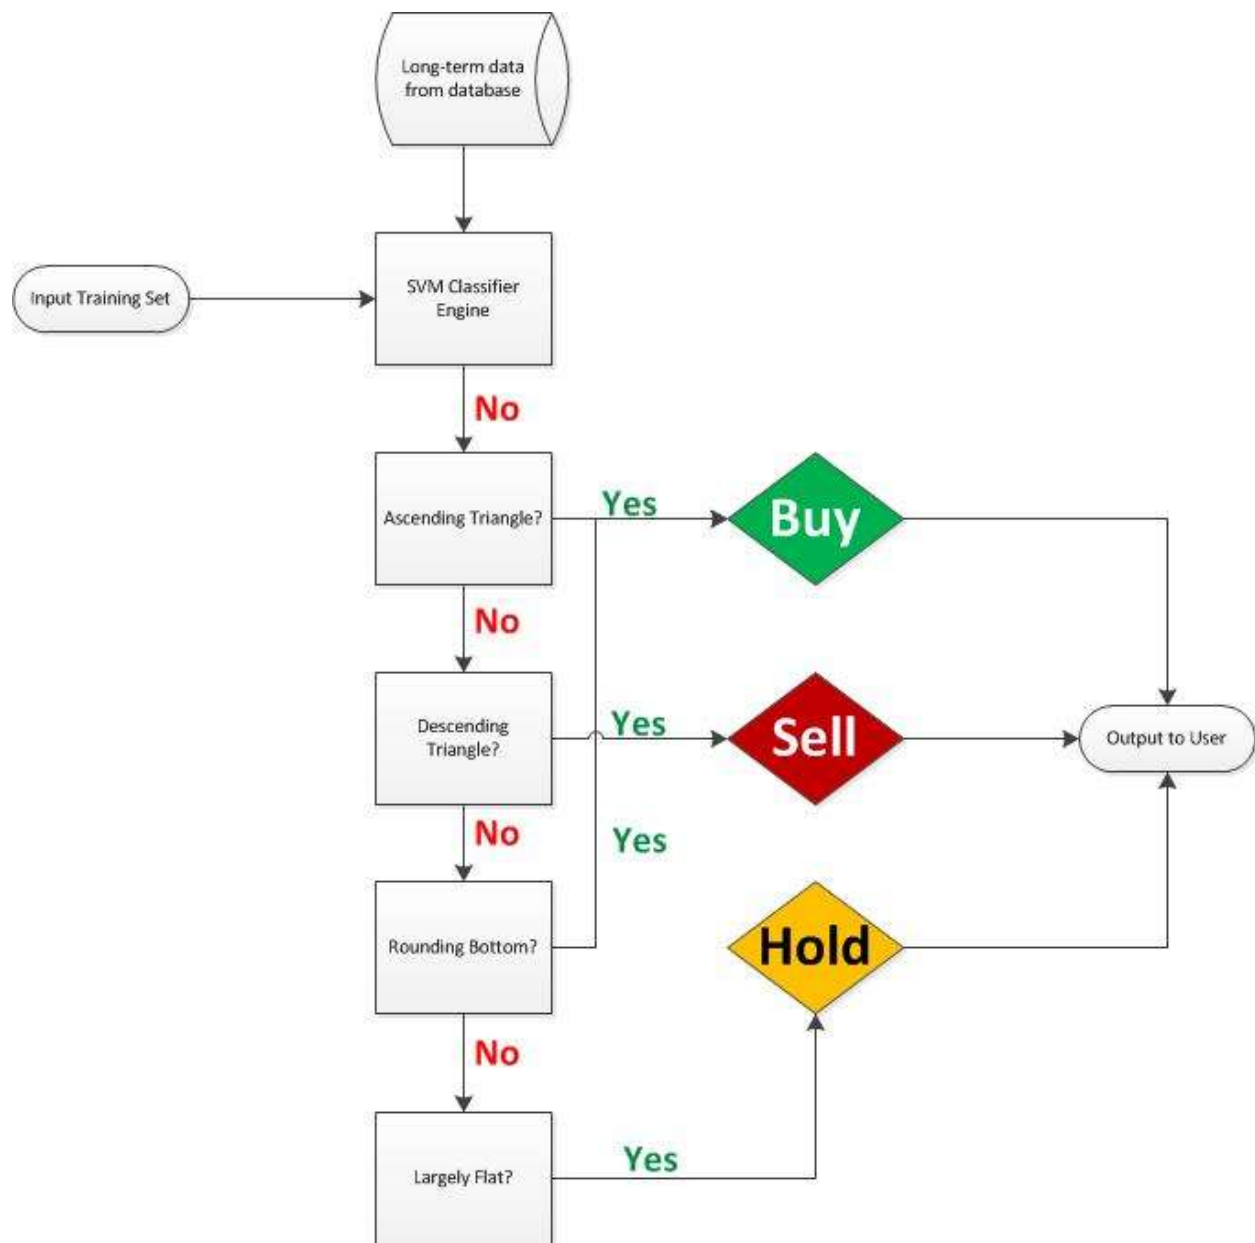 Long-term data
from database
Input Training Set
SVM Classifier
Engine
No
Ascending Triangle?
Yes
Buy
No
Descending
Triangle?
Yes
Sell
Output to User
No
Yes
Rounding Bottom?
Hold
No
Largely Flat?
Yes